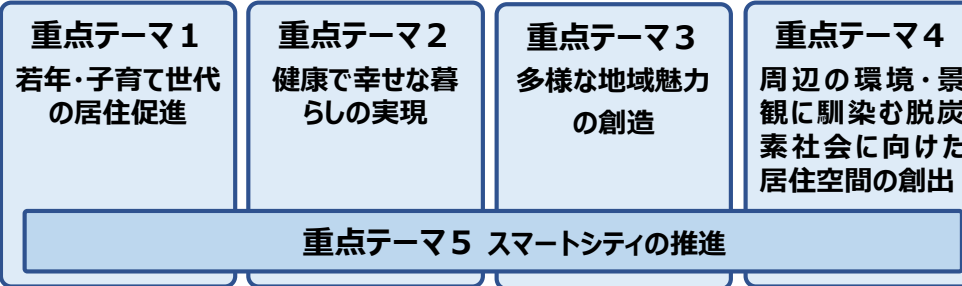 重点テーマ１
若年・子育て世代
の居住促進
重点テーマ２
健康で幸せな暮
らしの実現
重点テーマ３
多様な地域魅力
の創造
重点テーマ４
周辺の環境・景
観に馴染む脱炭
素社会に向けた
居住空間の創出
重点テーマ５ スマートシティの推進